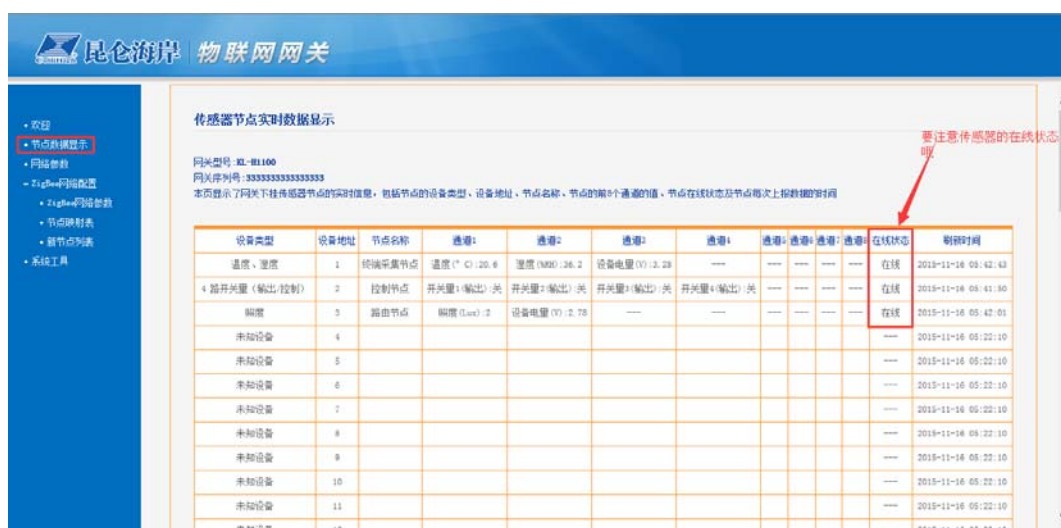 昆仑海岸 物联网网关
• 欢迎
• 节点数据显示
• 网络参数
- ZigBee网络配置
• ZigBee网络参数
• 节点映射表
• 新节点列表
• 系统工具
传感器节点实时数据显示
要注意传感器的在线状态
哦
网关型号:KL-H1100
网关序列号:3333333333333333
本页显示了网关下挂传感器节点的实时信息,包括节点的设备类型、设备地址、节点名称、节点的前8个通道的值、节点在线状态及节点每次上报数据的时间
设备类型 设备地址 节点名称 通道1 通道2 通道3 通道4 通道5 通道6 通道7 通道8 在线状态 刷新时间
温度、湿度 1 终端采集节点 温度(° C):20.6 湿度(%RH):36.2 设备电量(V):3.28 --- --- --- --- --- 在线 2015-11-16 05:42:43
4 路开关量(输出/控制) 2 控制节点 开关量1(输出):关 开关量2(输出):关 开关量3(输出):关 开关量4(输出):关 --- --- --- --- 在线 2015-11-16 05:41:50
照度 3 路由节点 照度(Lux):2 设备电量(V):2.78 --- --- --- --- --- --- 在线 2015-11-16 05:42:01
未知设备 4 --- 2015-11-16 05:22:10
未知设备 5 --- 2015-11-16 05:22:10
未知设备 6 --- 2015-11-16 05:22:10
未知设备 7 --- 2015-11-16 05:22:10
未知设备 8 --- 2015-11-16 05:22:10
未知设备 9 --- 2015-11-16 05:22:10
未知设备 10 --- 2015-11-16 05:22:10
未知设备 11 --- 2015-11-16 05:22:10